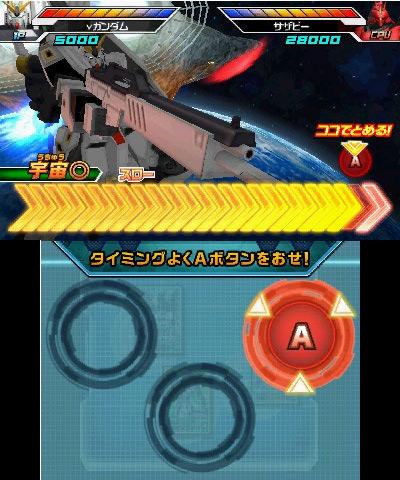 νガンダム
サザビー
1P
5000
28000
CPU
ココでとめる!
A
うちゅう
宇宙◎
スロー
タイミングよくAボタンをおせ!
A